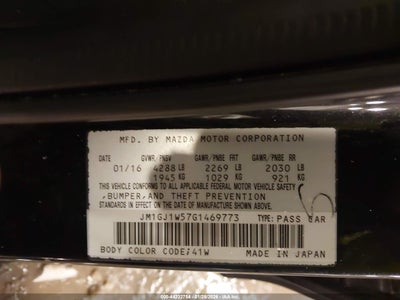 MFD. BY MAZDA MOTOR CORPORATION
DATE GVWR/PNBV GAWR/PNBE FRT GAWR/PNBE RR
01/16 4288 LB 2269 LB 2030 LB
1945 KG 1029 KG 921 KG
THIS VEHICLE CONFORMS TO ALL APPLICABLE FEDERAL MOTOR VEHICLE SAFETY
, BUMPER, AND THEFT PREVENTION
STANDARDS IN EFFECT ON THE DATE OF MANUFACTURE SHOWN ABOVE.
JM1GJ1W57G1469773 TYPE: PASS CAR
BODY COLOR CODE: 41W MADE IN JAPAN